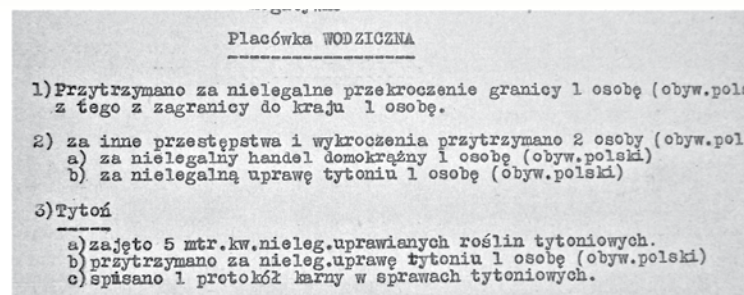 Placówka WODZICZNA
1)Przytrzymano za nielegalne przekroczenie granicy 1 osobę (obyw.pols
z tego z zagranicy do kraju 1 osobę.
2) za inne przestępstwa i wykroczenia przytrzymano 2 osoby (obyw.pol
a) za nielegalny handel domokrążny 1 osobę (obyw.polski)
b) za nielegalną uprawę tytoniu 1 osobę (obyw.polski)
3)Tytoń
a)zajęto 5 mtr.kw.nieleg.uprawianych roślin tytoniowych.
b)przytrzymano za nieleg.uprawę tytoniu 1 osobę (obyw.polski)
c)spisano 1 protokół karny w sprawach tytoniowych.